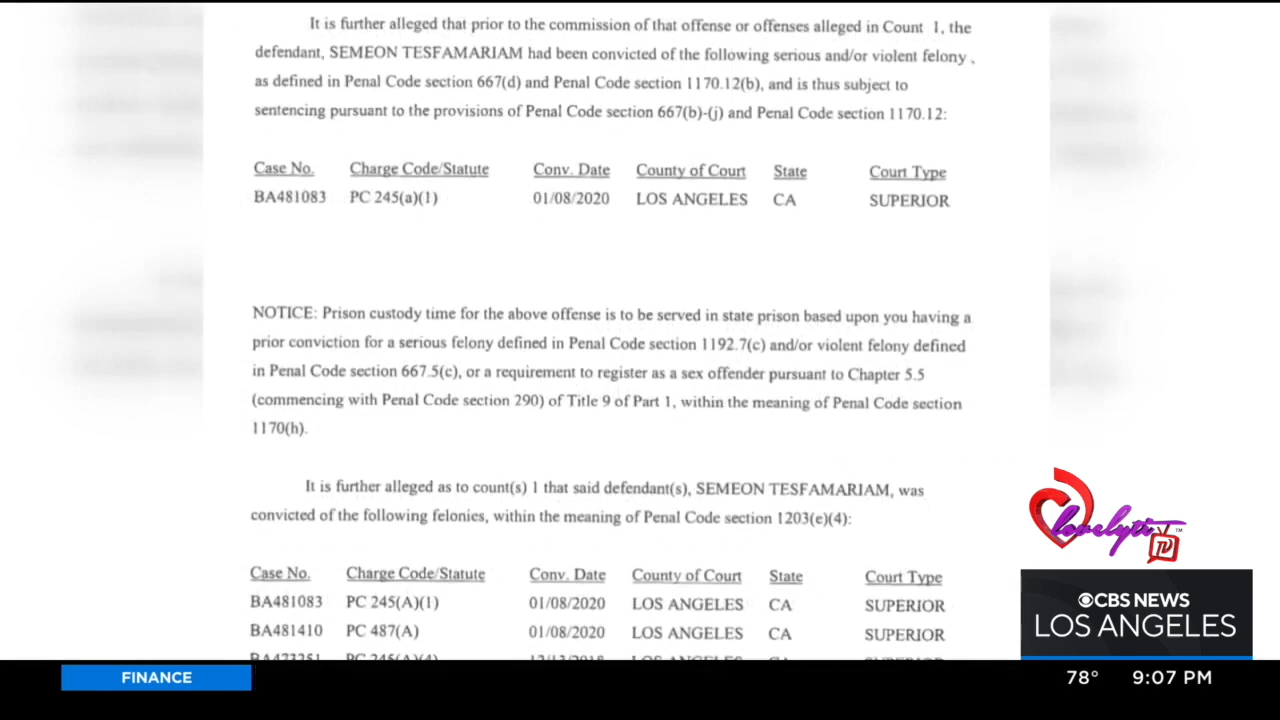 It is further alleged that prior to the commission of that offense or offenses alleged in Count 1, the
defendant, SEMEON TESFAMARIAM had been convicted of the following serious and/or violent felony ,
as defined in Penal Code section 667(d) and Penal Code section 1170.12(b), and is thus subject to
sentencing pursuant to the provisions of Penal Code section 667(b)-(j) and Penal Code section 1170.12:
Case No. Charge Code/Statute Conv. Date County of Court State Court Type
BA481083 PC 245(a)(1) 01/08/2020 LOS ANGELES CA SUPERIOR
NOTICE: Prison custody time for the above offense is to be served in state prison based upon you having a
prior conviction for a serious felony defined in Penal Code section 1192.7(c) and/or violent felony defined
in Penal Code section 667.5(c), or a requirement to register as a sex offender pursuant to Chapter 5.5
(commencing with Penal Code section 290) of Title 9 of Part 1, within the meaning of Penal Code section
1170(h).
It is further alleged as to count(s) 1 that said defendant(s), SEMEON TESFAMARIAM, was
convicted of the following felonies, within the meaning of Penal Code section 1203(e)(4):
Case No. Charge Code/Statute Conv. Date County of Court State Court Type
BA481083 PC 245(A)(1) 01/08/2020 LOS ANGELES CA SUPERIOR
BA481410 PC 487(A) 01/08/2020 LOS ANGELES CA SUPERIOR
lovelyti TV ™
CBS NEWS
LOS ANGELES
FINANCE 78° 9:07 PM